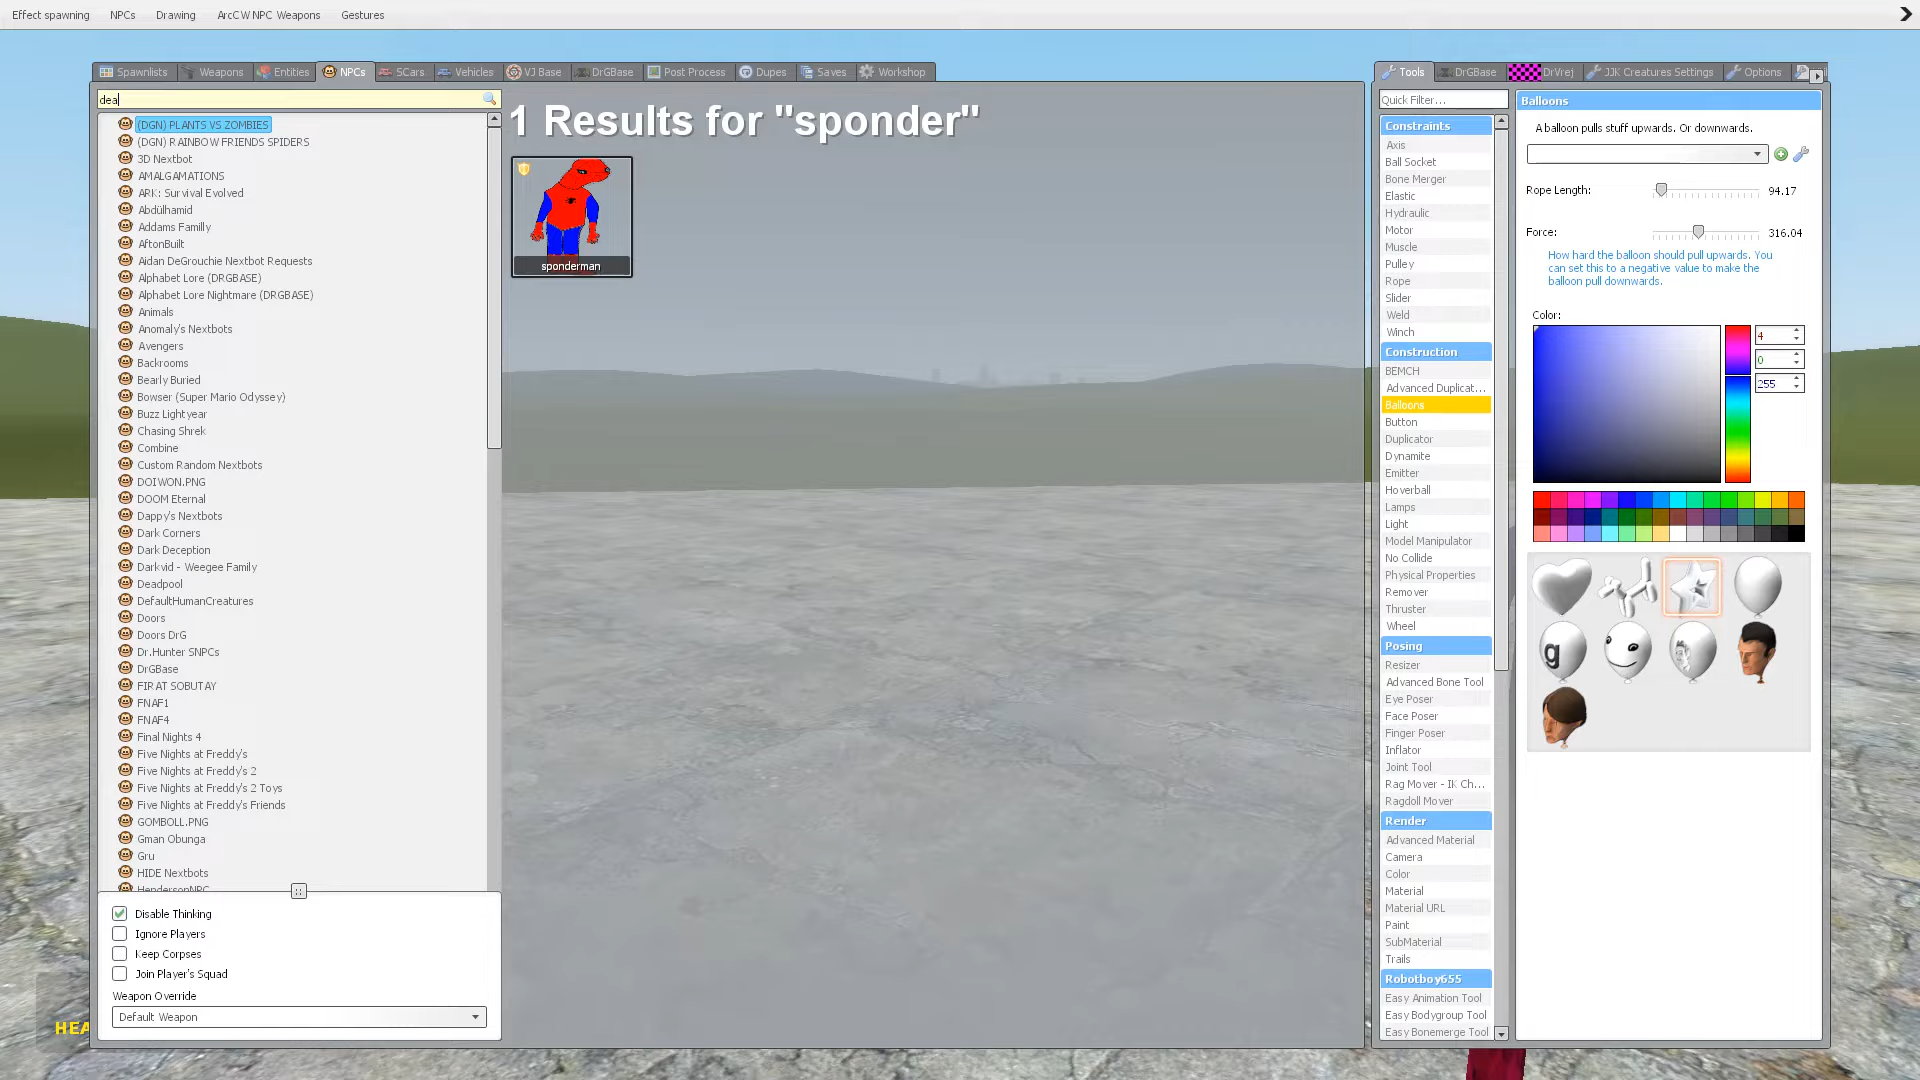 Effect spawning NPCs Drawing ArcCW NPC Weapons Gestures
Spawnlists Weapons Entities NPCs SCars Vehicles VJ Base DrGBase Post Process Dupes Saves Workshop
dea
(DGN) PLANTS VS ZOMBIES
(DGN) RAINBOW FRIENDS SPIDERS
3D Nextbot
AMALGAMATIONS
ARK: Survival Evolved
Abdülhamid
Addams Familly
AftonBuilt
Aidan DeGrouchie Nextbot Requests
Alphabet Lore (DRGBASE)
Alphabet Lore Nightmare (DRGBASE)
Animals
Anomaly's Nextbots
Avengers
Backrooms
Bearly Buried
Bowser (Super Mario Odyssey)
Buzz Lightyear
Chasing Shrek
Combine
Custom Random Nextbots
DOIWON.PNG
DOOM Eternal
Dappy's Nextbots
Dark Corners
Dark Deception
Darkvid - Weegee Family
Deadpool
DefaultHumanCreatures
Doors
Doors DrG
Dr.Hunter SNPCs
DrGBase
FIRAT SOBUTAY
FNAF1
FNAF4
Final Nights 4
Five Nights at Freddy's
Five Nights at Freddy's 2
Five Nights at Freddy's 2 Toys
Five Nights at Freddy's Friends
GOMBOLL.PNG
Gman Obunga
Gru
HIDE Nextbots
HendersonNPC
Disable Thinking
Ignore Players
Keep Corpses
Join Player's Squad
Weapon Override
Default Weapon
HEA
1 Results for "sponder"
sponderman
Tools DrGBase DrVrej JJK Creatures Settings Options
Quick Filter...
Constraints
Axis
Ball Socket
Bone Merger
Elastic
Hydraulic
Motor
Muscle
Pulley
Rope
Slider
Weld
Winch
Construction
BEMCH
Advanced Duplicat...
Balloons
Button
Duplicator
Dynamite
Emitter
Hoverball
Lamps
Light
Model Manipulator
No Collide
Physical Properties
Remover
Thruster
Wheel
Posing
Resizer
Advanced Bone Tool
Eye Poser
Face Poser
Finger Poser
Inflator
Joint Tool
Rag Mover - IK Ch...
Ragdoll Mover
Render
Advanced Material
Camera
Color
Material
Material URL
Paint
SubMaterial
Trails
Robotboy655
Easy Animation Tool
Easy Bodygroup Tool
Easy Bonemerge Tool
Balloons
A balloon pulls stuff upwards. Or downwards.
Rope Length: 94.17
Force: 316.04
How hard the balloon should pull upwards. You
can set this to a negative value to make the
balloon pull downwards.
Color:
4
0
255
g